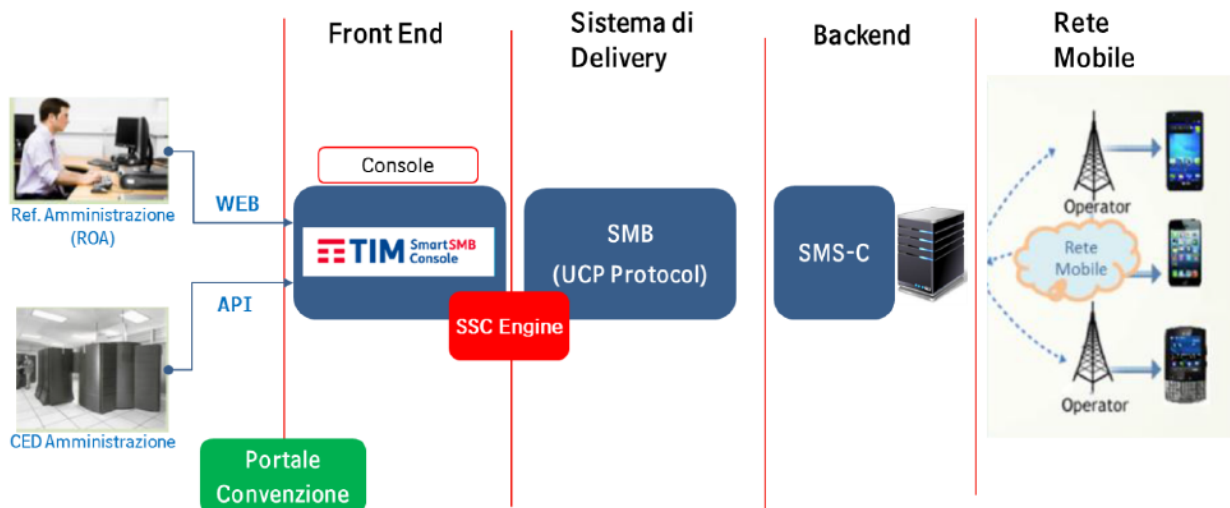 Front End
Sistema di
Delivery
Backend
Rete
Mobile
Console
Ref. Amministrazione
(ROA)
WEB
TIM SmartSMB
Console
SMB
(UCP Protocol)
SMS-C
Operator
Rete
Mobile
API
SSC Engine
CED Amministrazione
Operator
Portale
Convenzione